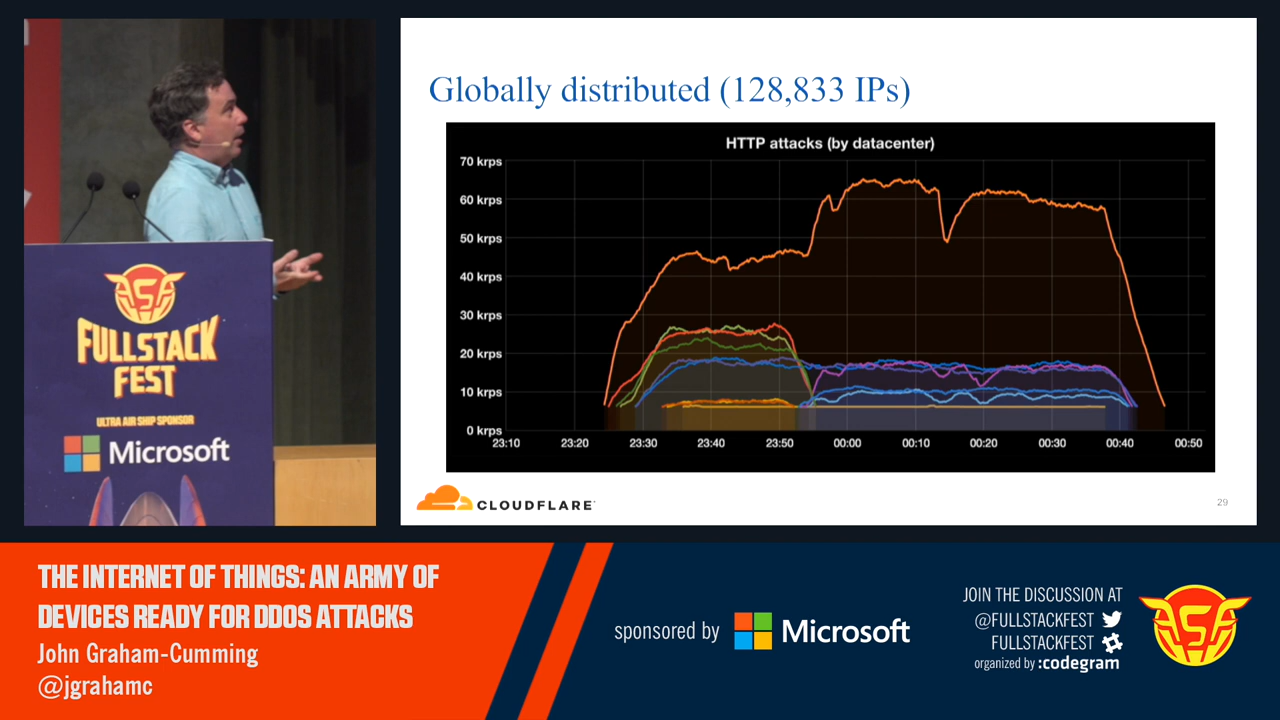 Globally distributed (128,833 IPs)
HTTP attacks (by datacenter)
70 krps
60 krps
50 krps
40 krps
30 krps
20 krps
10 krps
0 krps
23:10 23:20 23:30 23:40 23:50 00:00 00:10 00:20 00:30 00:40 00:50
CLOUDFLARE
29
FULLSTACK
FEST
ULTRA AIR SHIP SPONSOR
Microsoft
THE INTERNET OF THINGS: AN ARMY OF
DEVICES READY FOR DDOS ATTACKS
John Graham-Cumming
@jgrahamc
sponsored by Microsoft
JOIN THE DISCUSSION AT
@FULLSTACKFEST
FULLSTACKFEST
organized by :codegram